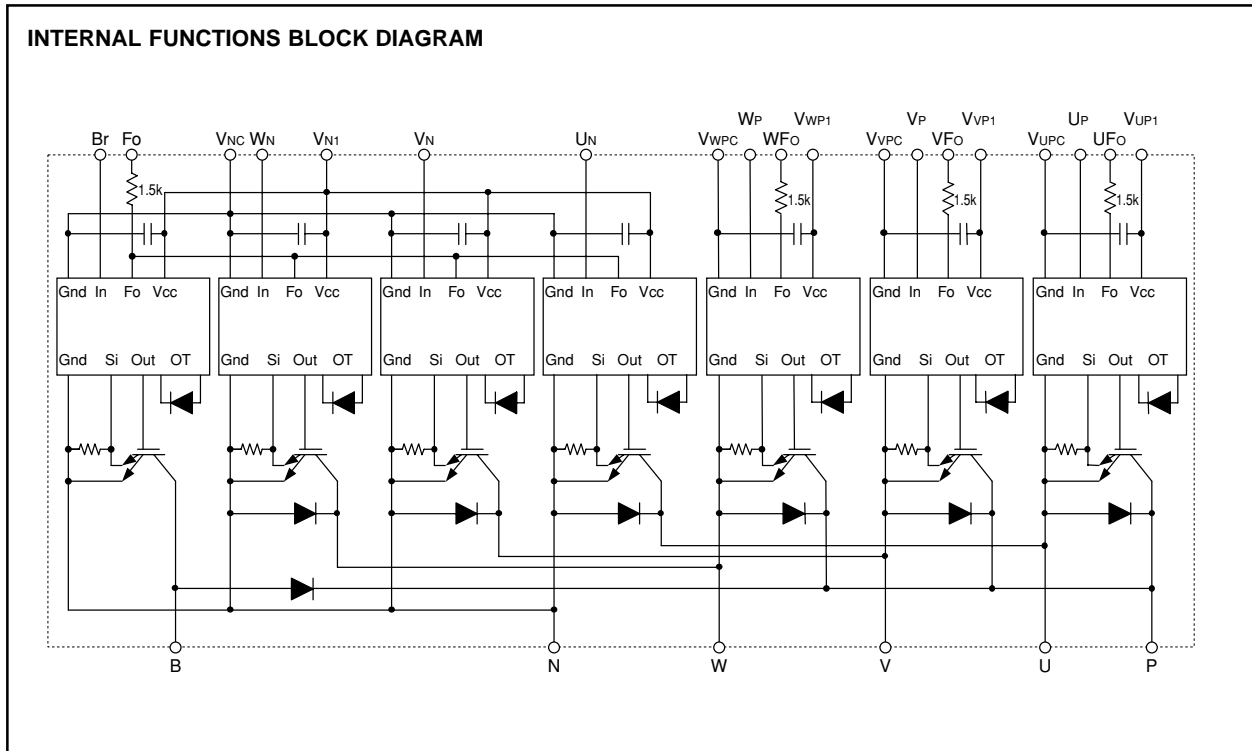 INTERNAL FUNCTIONS BLOCK DIAGRAM
WP VWP1 VP VVP1 UP VUP1
Br Fo VNC WN VN1 VN UN VWPC WFO VVPC VFO VUPC UFO
1.5k 1.5k 1.5k 1.5k
Gnd In Fo Vcc Gnd In Fo Vcc Gnd In Fo Vcc Gnd In Fo Vcc Gnd In Fo Vcc Gnd In Fo Vcc Gnd In Fo Vcc
Gnd Si Out OT Gnd Si Out OT Gnd Si Out OT Gnd Si Out OT Gnd Si Out OT Gnd Si Out OT Gnd Si Out OT
B N W V U P